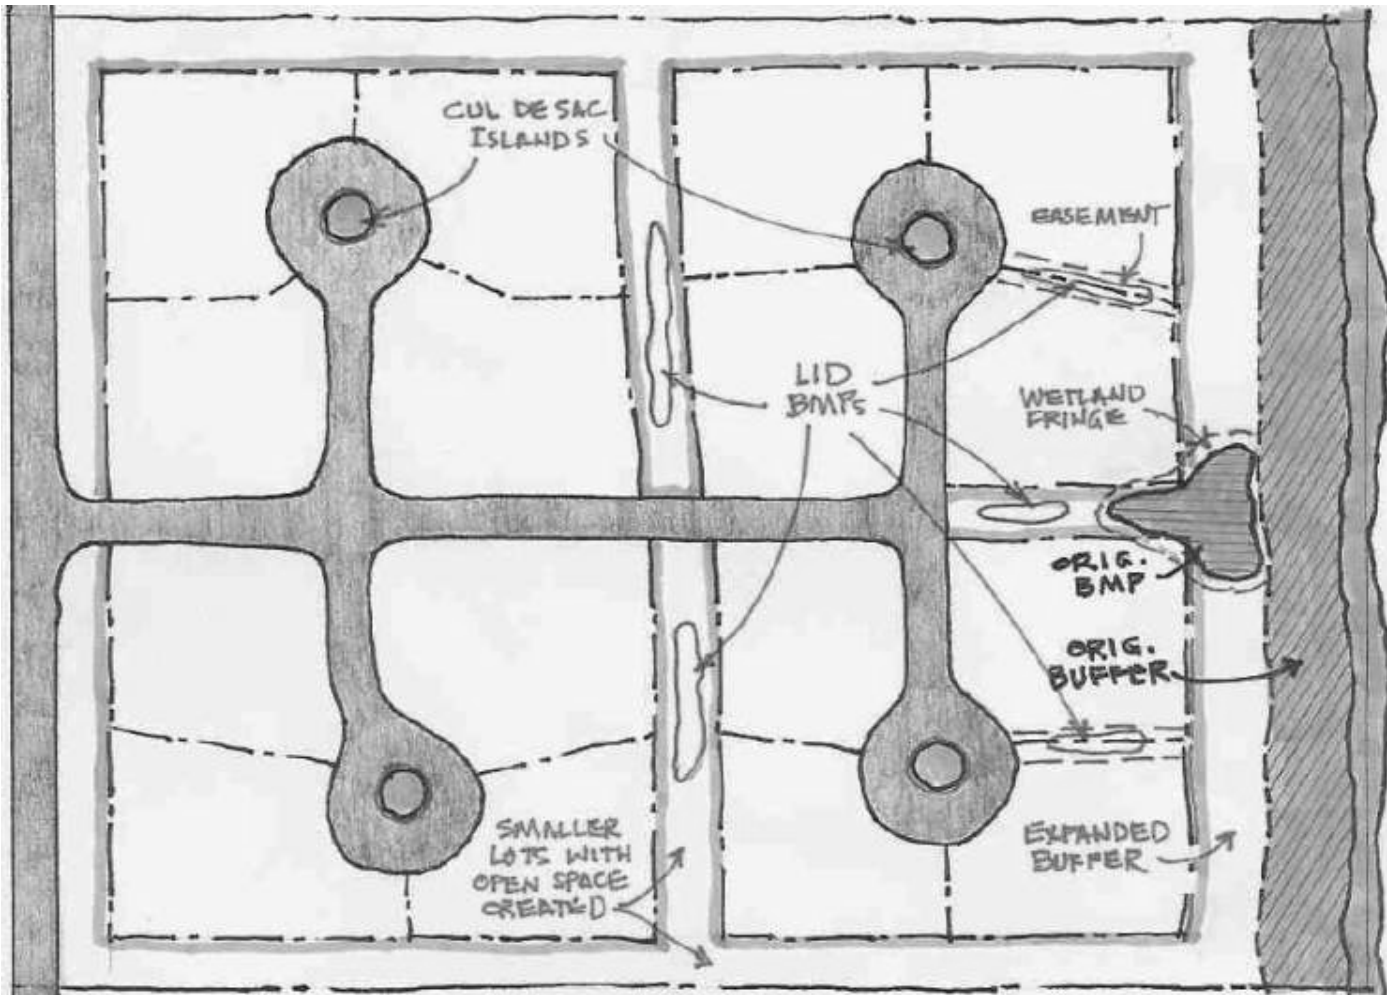 CUL DE SAC
ISLANDS
EASEMENT
LID
BMPs
WETLAND
FRINGE
ORIG.
BMP
ORIG.
BUFFER
SMALLER
LOTS WITH
OPEN SPACE
CREATED
EXPANDED
BUFFER